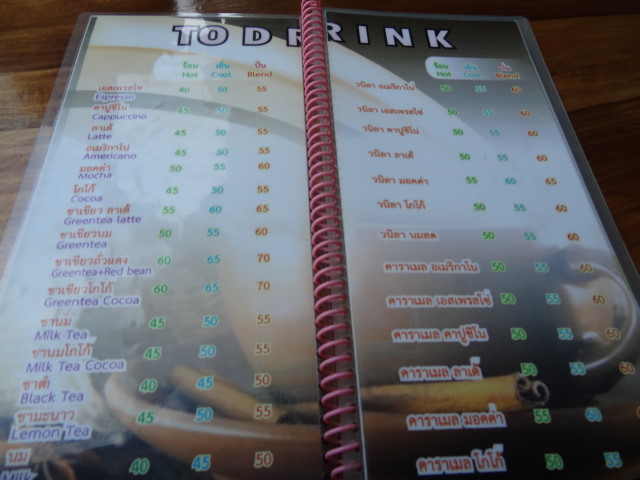 TO DRINK
ร้อน เย็น ปั่น
Hot Cool Blend
เอสเพรสโซ่ 40 50 55
Espresso
คาปูชิโน่ 45 50 55
Cappuccino
ลาเต้ 45 50 55
Latte
อเมริกาโน่ 45 50 55
Americano
มอคค่า 50 55 60
Mocha
โกโก้ 45 50 55
Cocoa
ชาเขียว ลาเต้ 55 60 65
Greentea latte
ชาเขียวนม 50 55 60
Greentea
ชาเขียวถั่วแดง 60 65 70
Greentea+Red bean
ชาเขียวโกโก้ 60 65 70
Greentea Cocoa
ชานม 45 50 55
Milk Tea
ชานมโกโก้ 45 50 55
Milk Tea Cocoa
ชาดำ 40 45 50
Black Tea
ชามะนาว 45 50 55
Lemon Tea
นม 40 45 50
Milk
ร้อน เย็น ปั่น
Hot Cool Blend
วนิลา อเมริกาโน่ 50 55 60
วนิลา เอสเพรสโซ่ 50 55 60
วนิลา คาปูชิโน่ 50 55 60
วนิลา ลาเต้ 50 55 60
วนิลา มอคค่า 55 60 65
วนิลา โกโก้ 50 55 60
วนิลา นมสด 50 55 60
คาราเมล อเมริกาโน 50 55 60
คาราเมล เอสเพรสโซ่ 50 55 60
คาราเมล คาปูชิโน 50 55 60
คาราเมล ลาเต้ 50 55 60
คาราเมล มอคค่า 55 60
คาราเมล โกโก้ 50 55